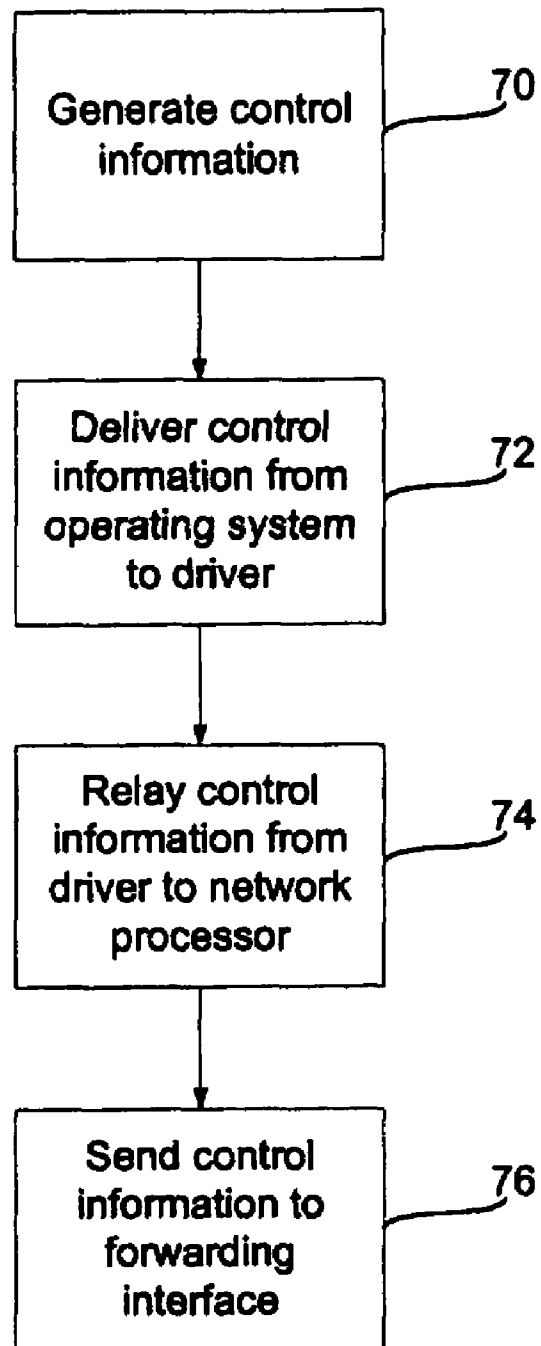 Generate control
information
70
Deliver control
information from
operating system
to driver
72
Relay control
information from
driver to network
processor
74
Send control
information to
forwarding
interface
76